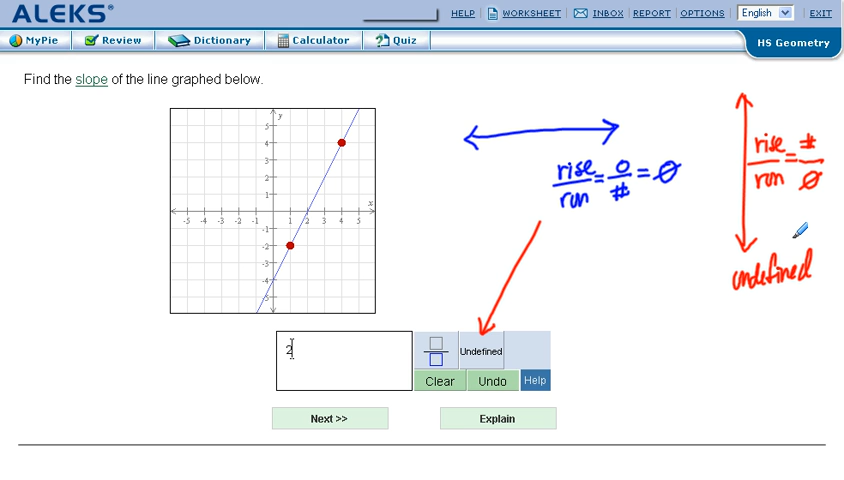 ALEKS®
HELP WORKSHEET INBOX REPORT OPTIONS English EXIT
MyPie Review Dictionary Calculator Quiz
HS Geometry
Find the slope of the line graphed below.
y
5
4
3
2
1
x
-5 -4 -3 -2 -1 1 2 3 4 5
-1
-2
-3
-4
-5
rise/run = 0/# = 0
rise/run = #/0
undefined
2
Undefined
Clear Undo Help
Next >> Explain